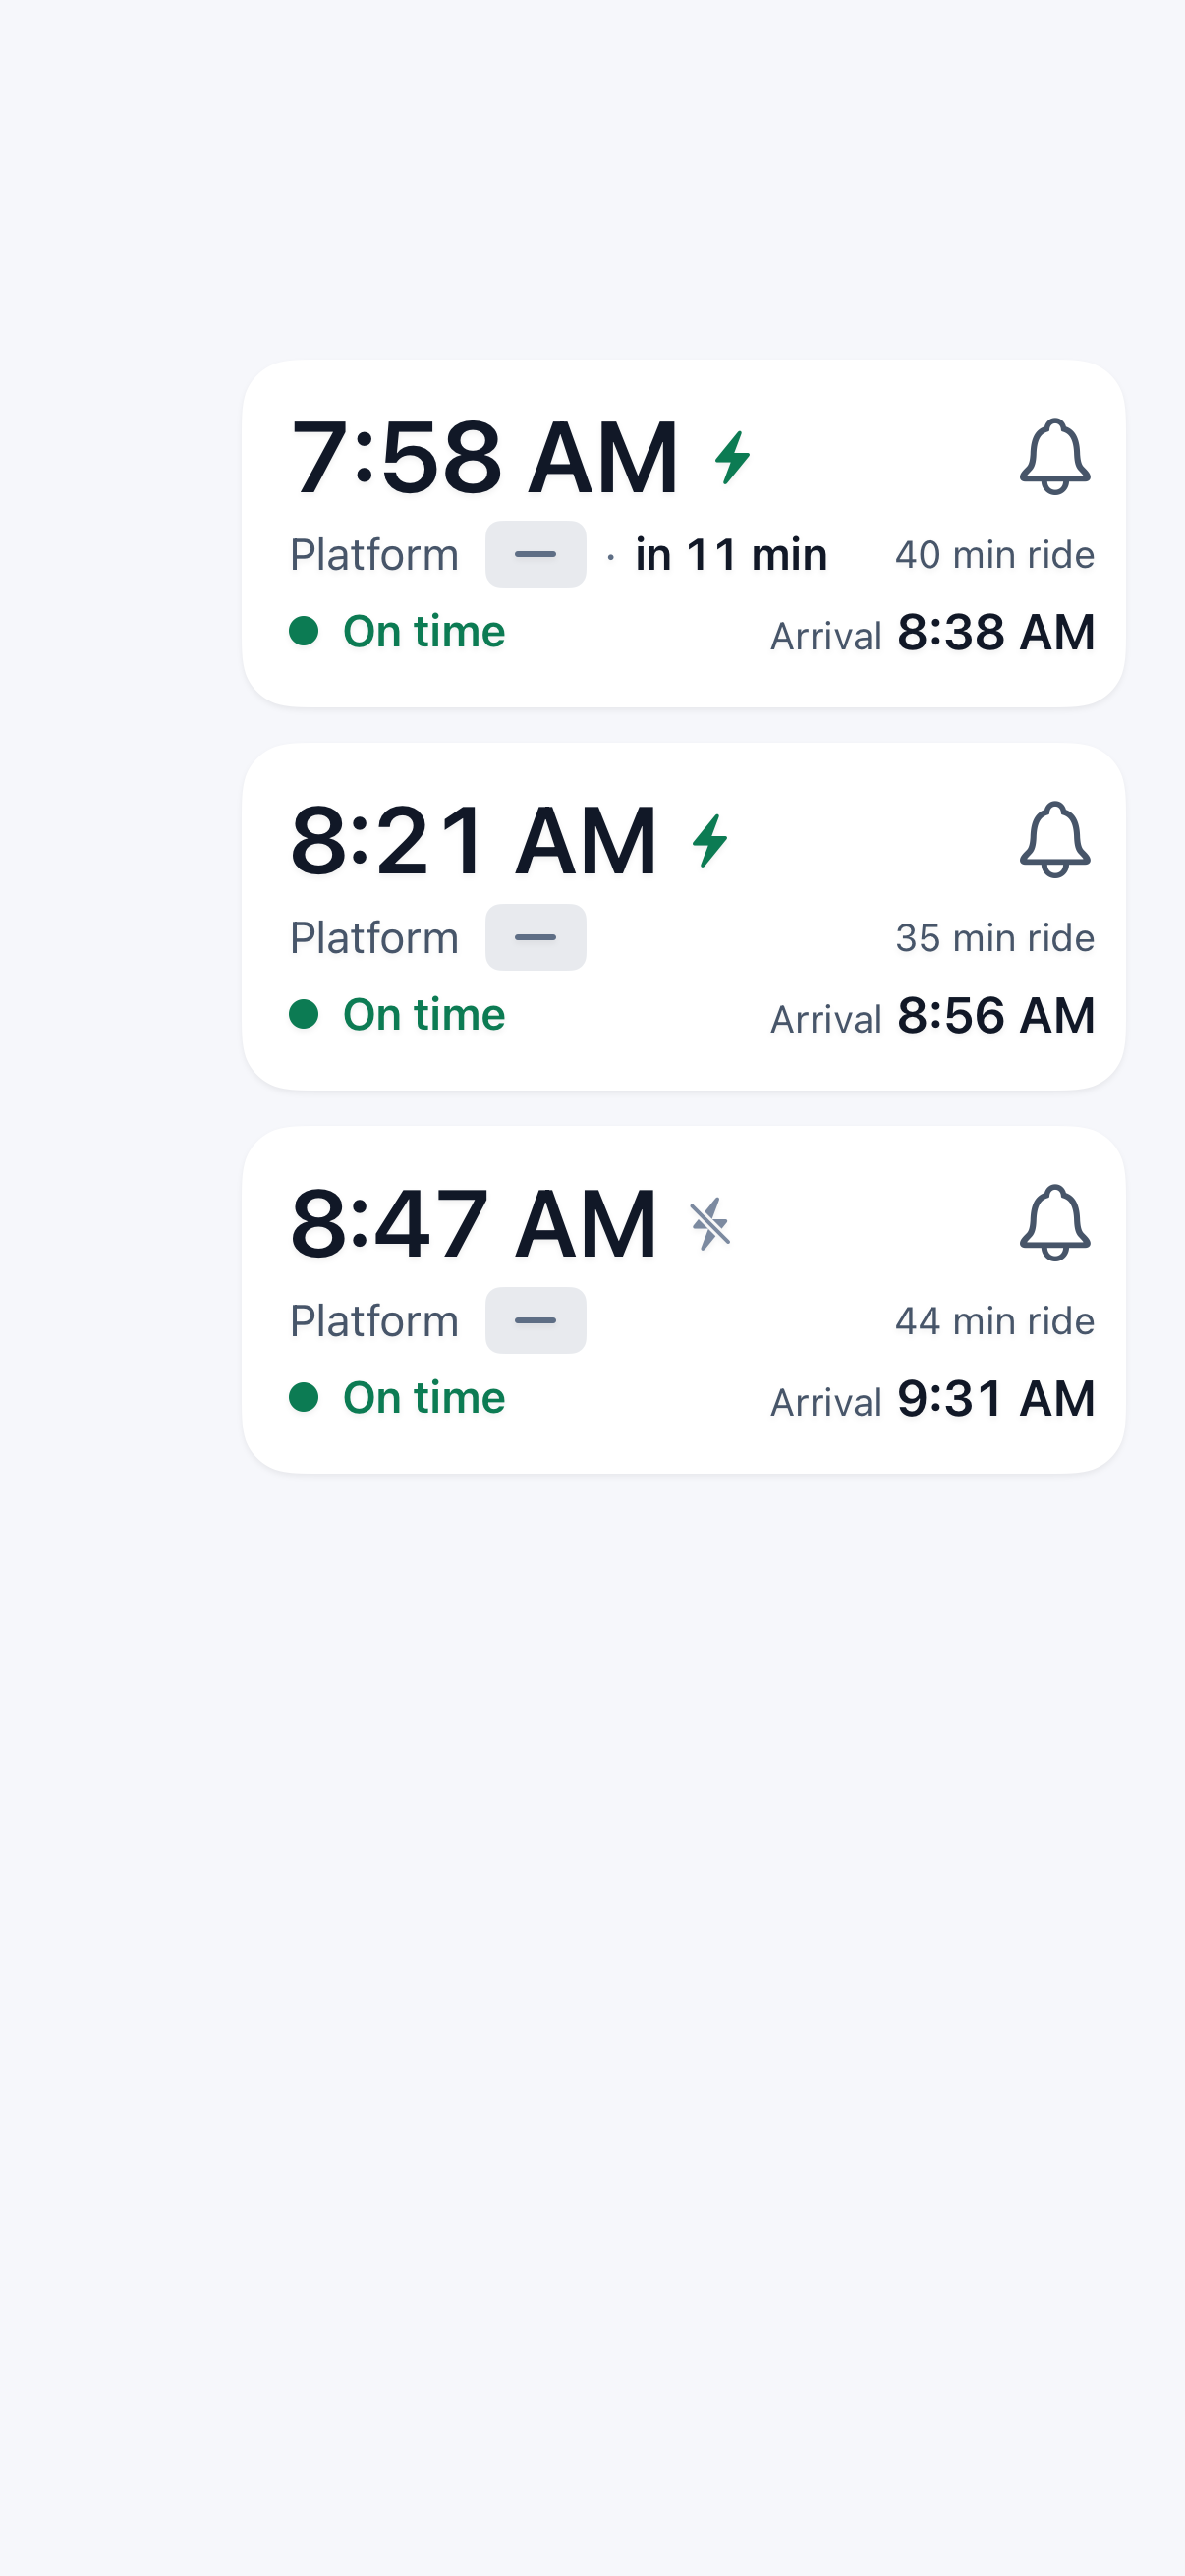 7:58 AM
Platform — · in 11 min 40 min ride
On time Arrival 8:38 AM
8:21 AM
Platform — 35 min ride
On time Arrival 8:56 AM
8:47 AM
Platform — 44 min ride
On time Arrival 9:31 AM